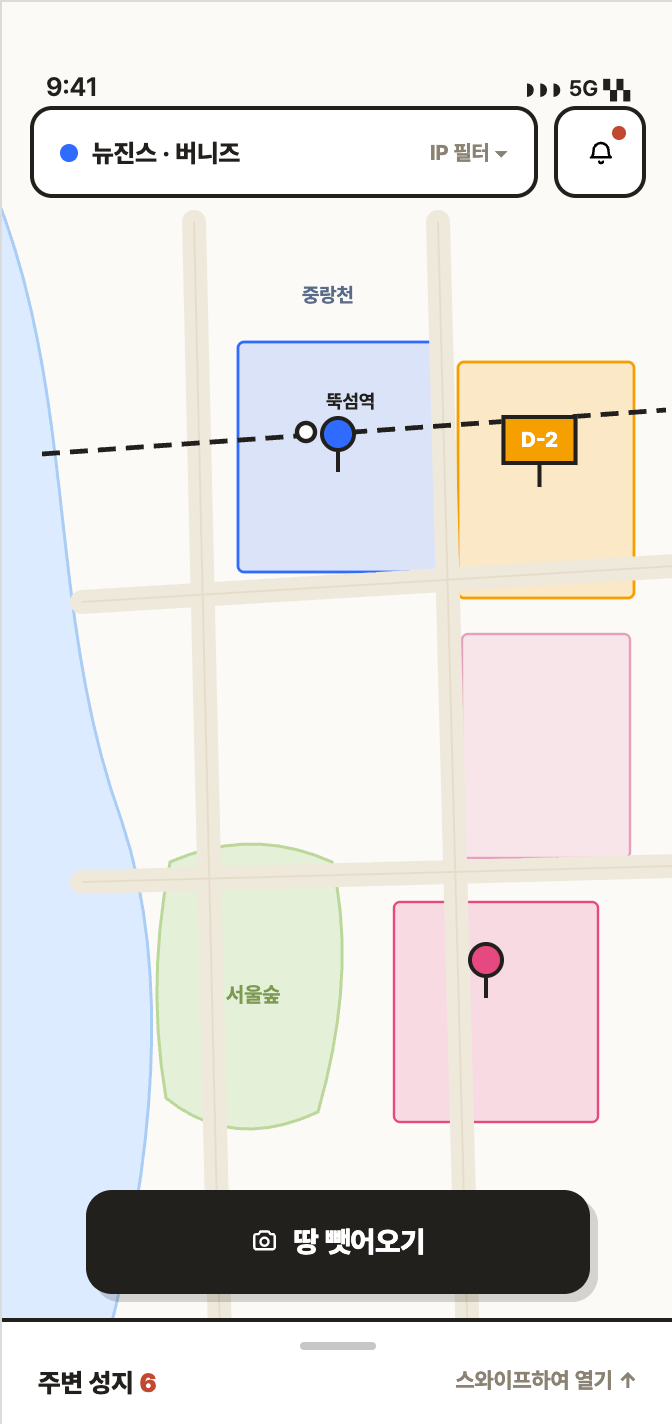 9:41 5G
뉴진스 · 버니즈 IP 필터
중랑천
뚝섬역
D-2
서울숲
땅 뺏어오기
주변 성지 6 스와이프하여 열기 ↑